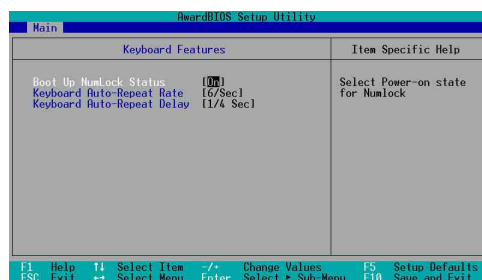 AwardBIOS Setup Utility
Main
Keyboard Features
Item Specific Help
Boot Up NumLock Status [On]
Keyboard Auto-Repeat Rate [6/Sec]
Keyboard Auto-Repeat Delay [1/4 Sec]
Select Power-on state
for Numlock
F1 Help ↑↓ Select Item -/+ Change Values F5 Setup Defaults
ESC Exit ←→ Select Menu Enter Select ► Sub-Menu F10 Save and Exit